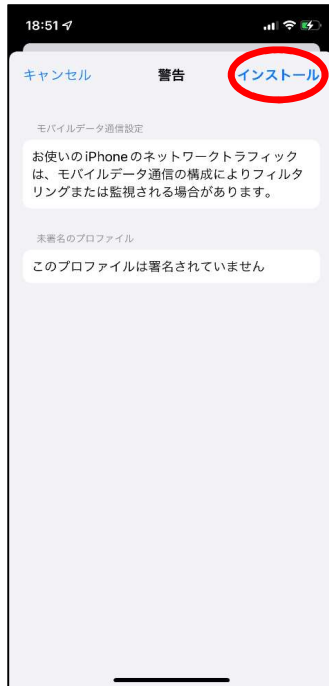 18:51
キャンセル 警告 インストール
モバイルデータ通信設定
お使いのiPhoneのネットワークトラフィック
は、モバイルデータ通信の構成によりフィルタ
リングまたは監視される場合があります。
未署名のプロファイル
このプロファイルは署名されていません